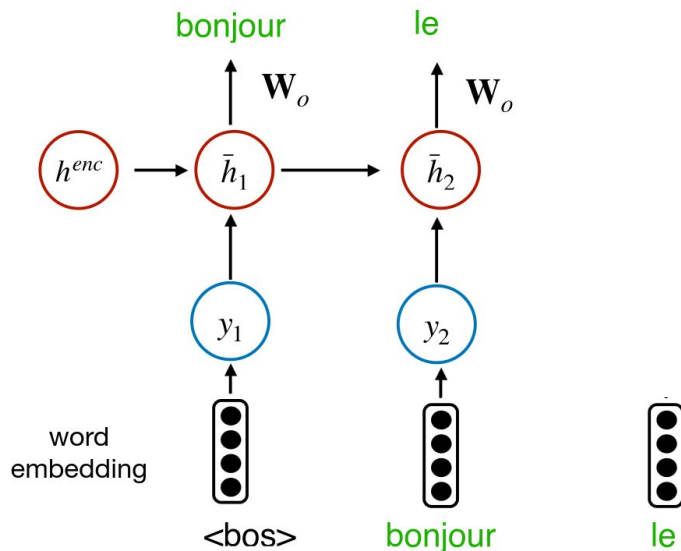 bonjour
le
W_o
W_o
h^{enc}
h̄_1
h̄_2
y_1
y_2
word
embedding
<bos>
bonjour
le